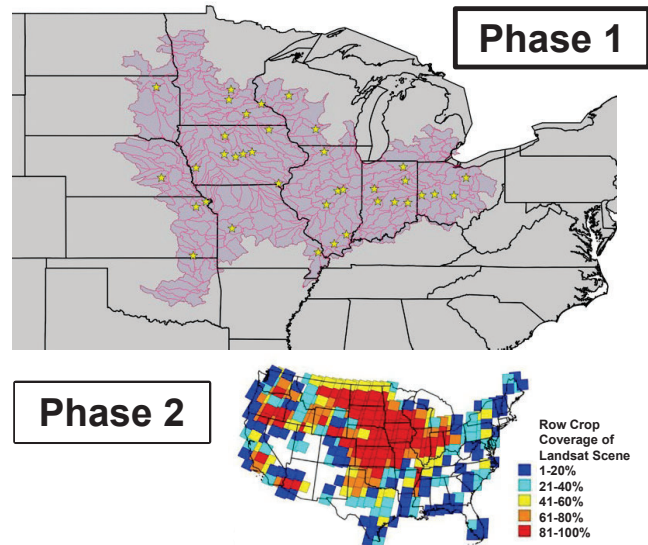 Phase 1
Phase 2
Row Crop
Coverage of
Landsat Scene
1-20%
21-40%
41-60%
61-80%
81-100%